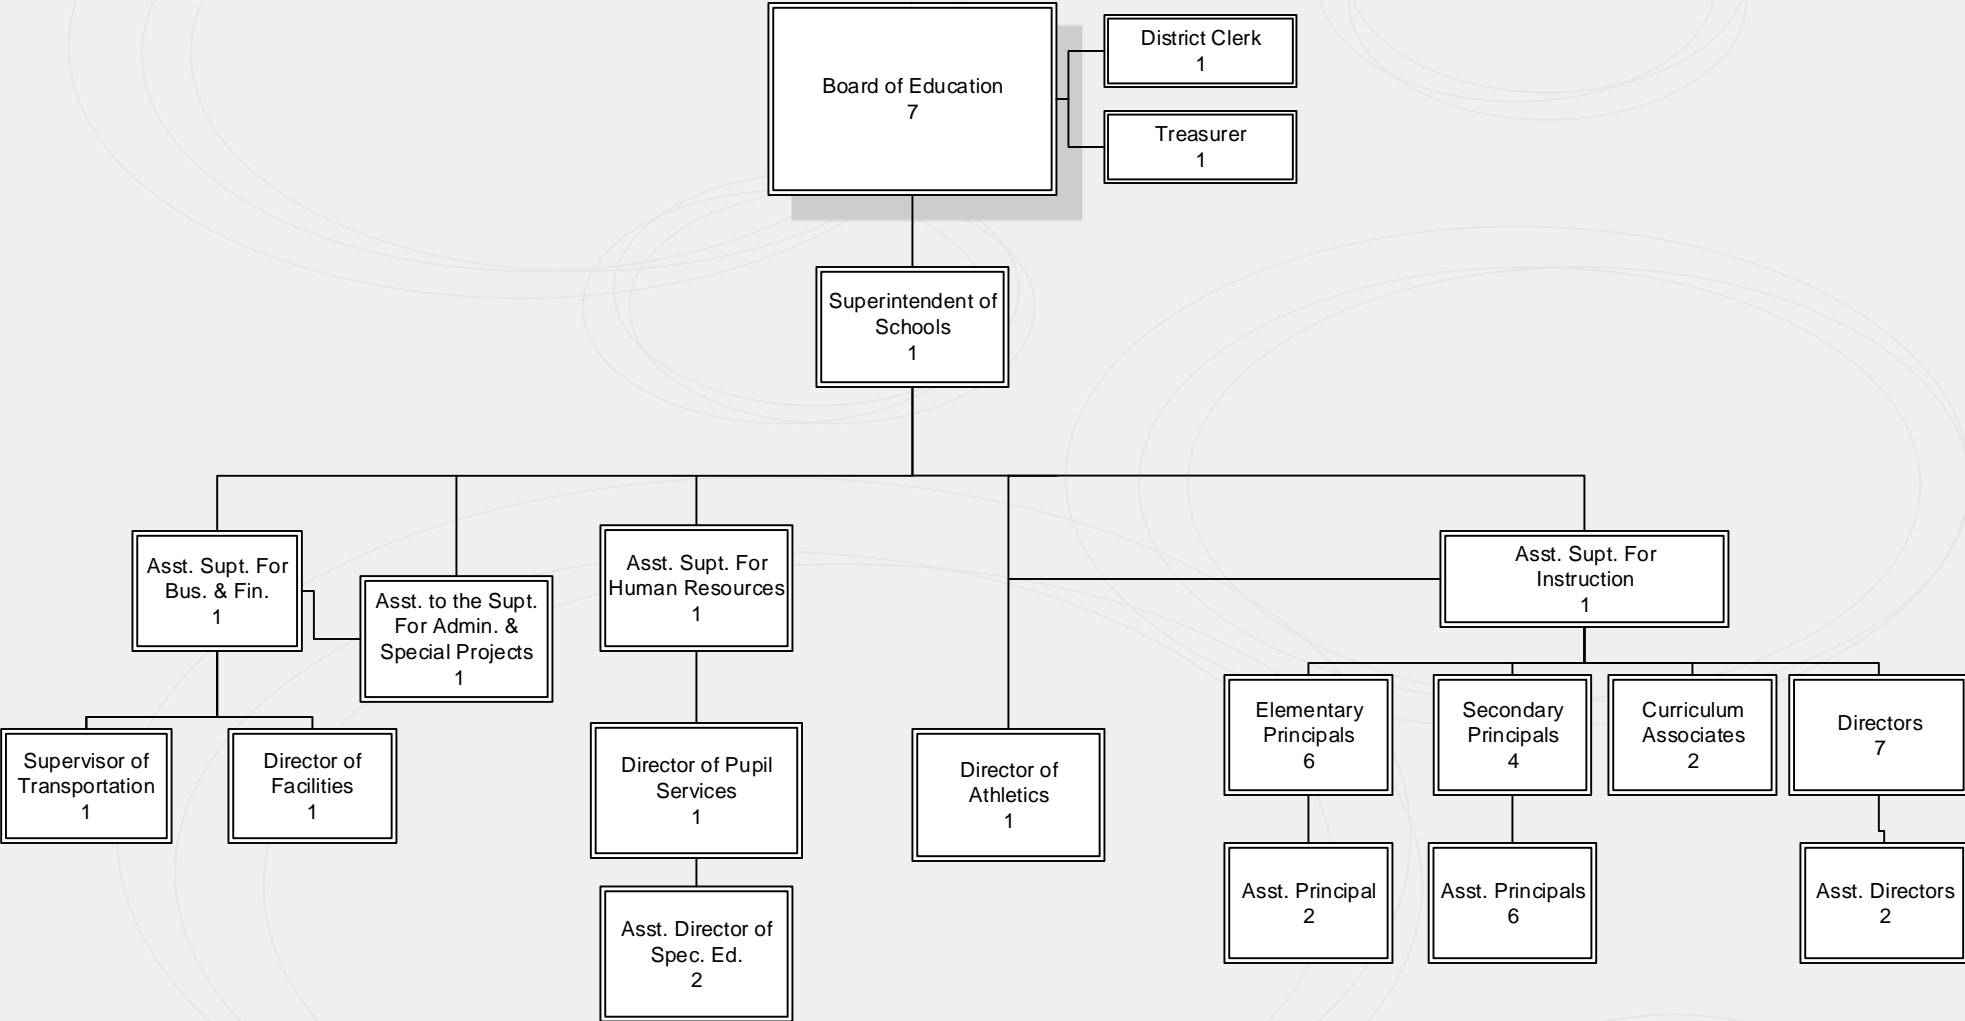 Board of Education
7
District Clerk
1
Treasurer
1
Superintendent of
Schools
1
Asst. Supt. For
Bus. & Fin.
1
Asst. to the Supt.
For Admin. &
Special Projects
1
Asst. Supt. For
Human Resources
1
Asst. Supt. For
Instruction
1
Supervisor of
Transportation
1
Director of
Facilities
1
Director of Pupil
Services
1
Director of
Athletics
1
Elementary
Principals
6
Secondary
Principals
4
Curriculum
Associates
2
Directors
7
Asst. Director of
Spec. Ed.
2
Asst. Principal
2
Asst. Principals
6
Asst. Directors
2